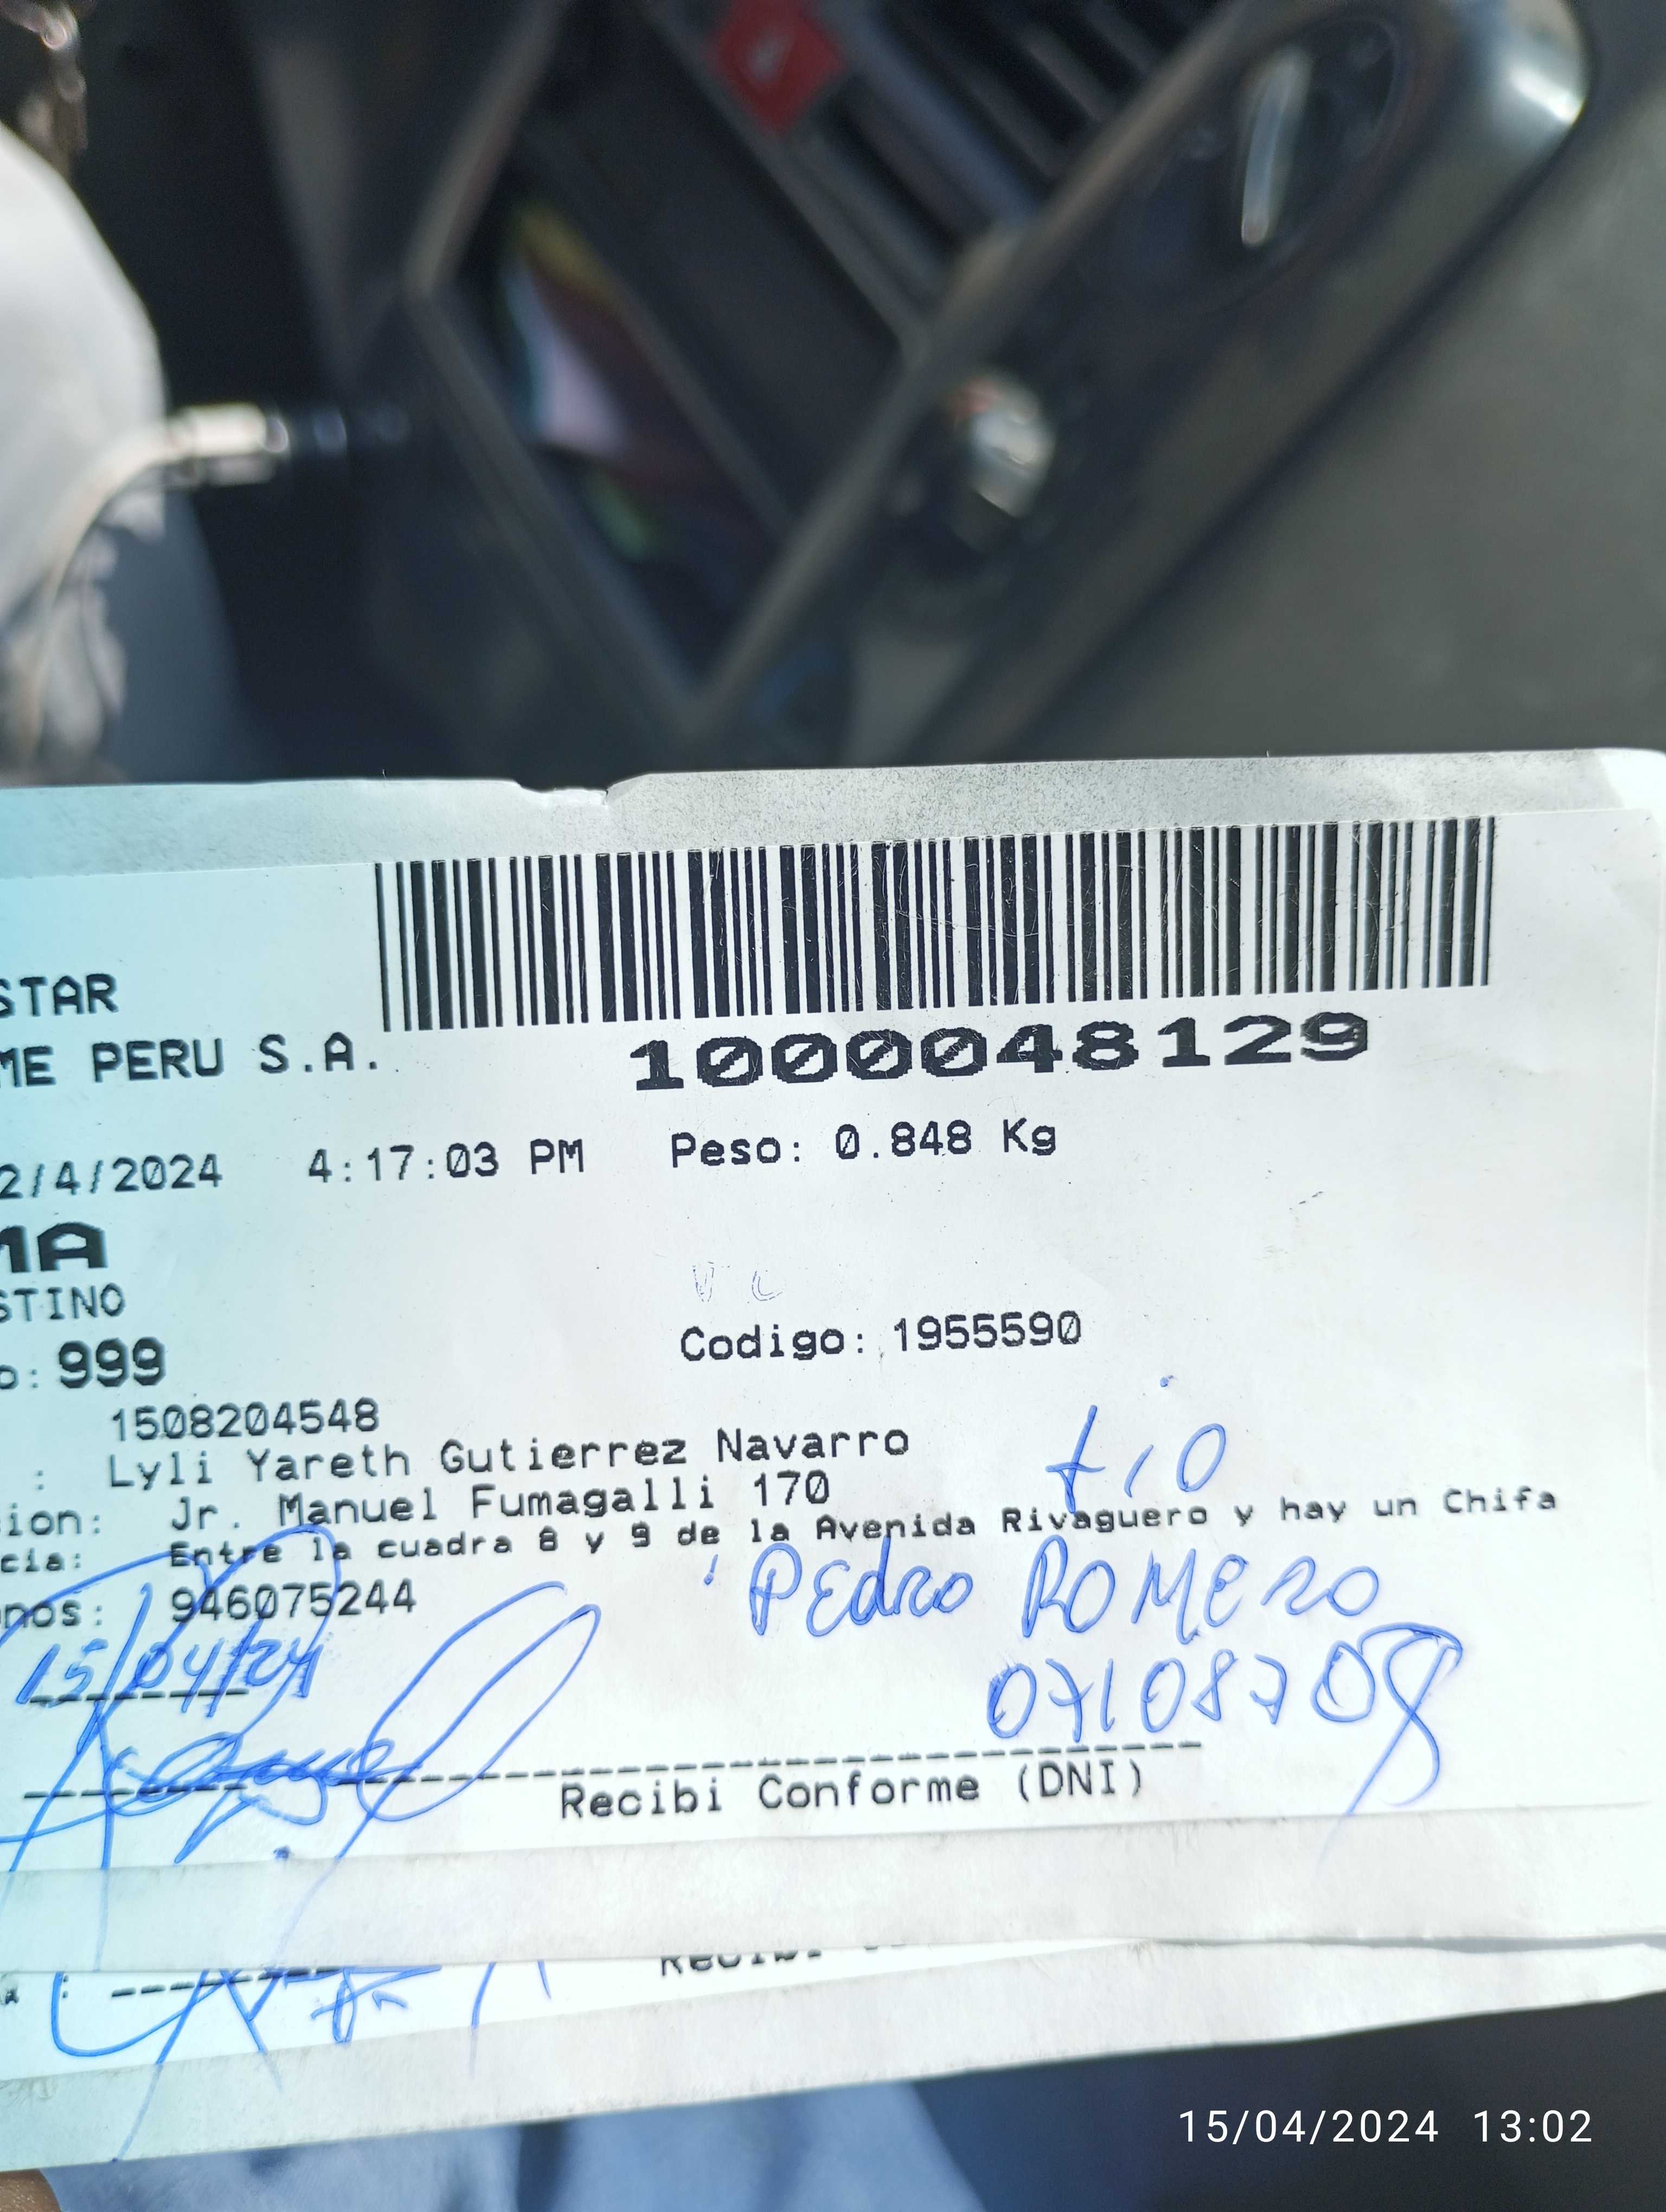 STAR
ME PERU S.A.
1000048129
2/4/2024 4:17:03 PM Peso: 0.848 Kg
MA
STINO
Codigo: 1955590
o: 999
1508204548
: Lyli Yareth Gutierrez Navarro
tio
ion: Jr. Manuel Fumagalli 170
cia: Entre la cuadra 8 y 9 de la Avenida Rivaguero y hay un Chifa
nos: 946075244
PEdro ROMERO
15/04/24
07108708
Recibi Conforme (DNI)
Recibi
15/04/2024 13:02